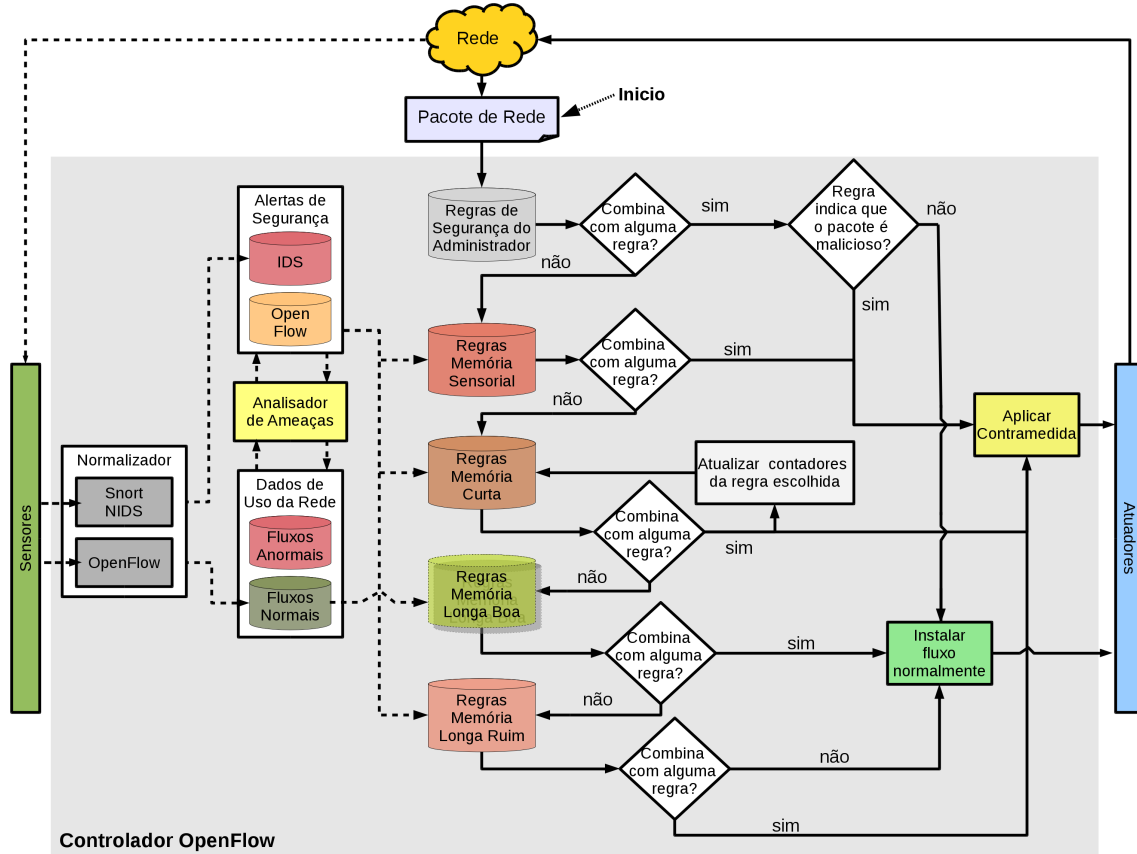 Rede
Inicio
Pacote de Rede
Alertas de
Segurança
IDS
Open
Flow
Analisador
de Ameaças
Dados de
Uso da Rede
Fluxos
Anormais
Fluxos
Normais
Normalizador
Snort
NIDS
OpenFlow
Sensores
Regras de
Segurança do
Administrador
Combina
com alguma
regra?
sim
não
Regra
indica que
o pacote é
malicioso?
não
sim
Regras
Memória
Sensorial
Combina
com alguma
regra?
sim
não
Regras
Memória
Curta
Atualizar contadores
da regra escolhida
Combina
com alguma
regra?
sim
não
Regras
Memória
Longa Boa
Combina
com alguma
regra?
sim
não
Regras
Memória
Longa Ruim
Combina
com alguma
regra?
não
sim
Aplicar
Contramedida
Instalar
fluxo
normalmente
Atuadores
Controlador OpenFlow